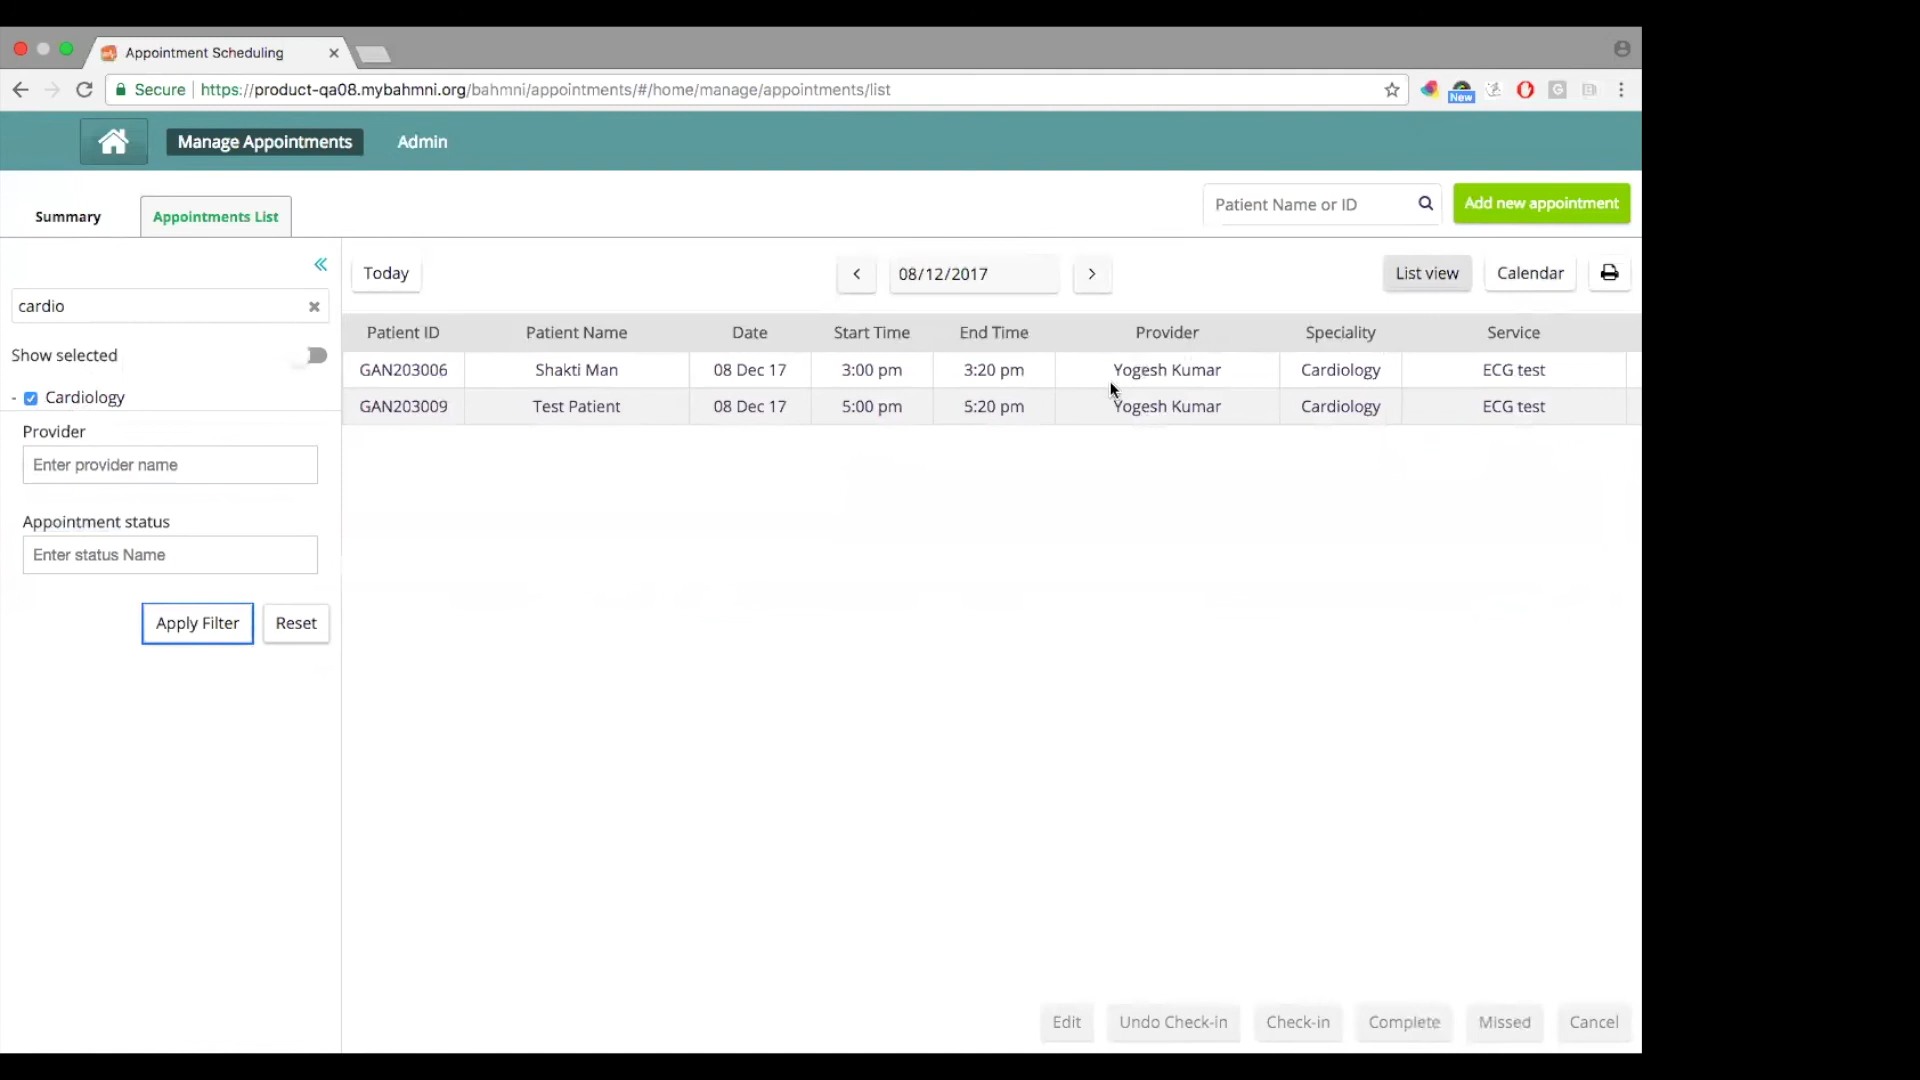 Appointment Scheduling
Secure https://product-qa08.mybahmni.org/bahmni/appointments/#/home/manage/appointments/list
New
Manage Appointments Admin
Summary Appointments List Patient Name or ID Add new appointment
Today 08/12/2017 List view Calendar
cardio
Show selected
- Cardiology
Provider
Enter provider name
Appointment status
Enter status Name
Apply Filter Reset
Patient ID Patient Name Date Start Time End Time Provider Speciality Service
GAN203006 Shakti Man 08 Dec 17 3:00 pm 3:20 pm Yogesh Kumar Cardiology ECG test
GAN203009 Test Patient 08 Dec 17 5:00 pm 5:20 pm Yogesh Kumar Cardiology ECG test
Edit Undo Check-in Check-in Complete Missed Cancel